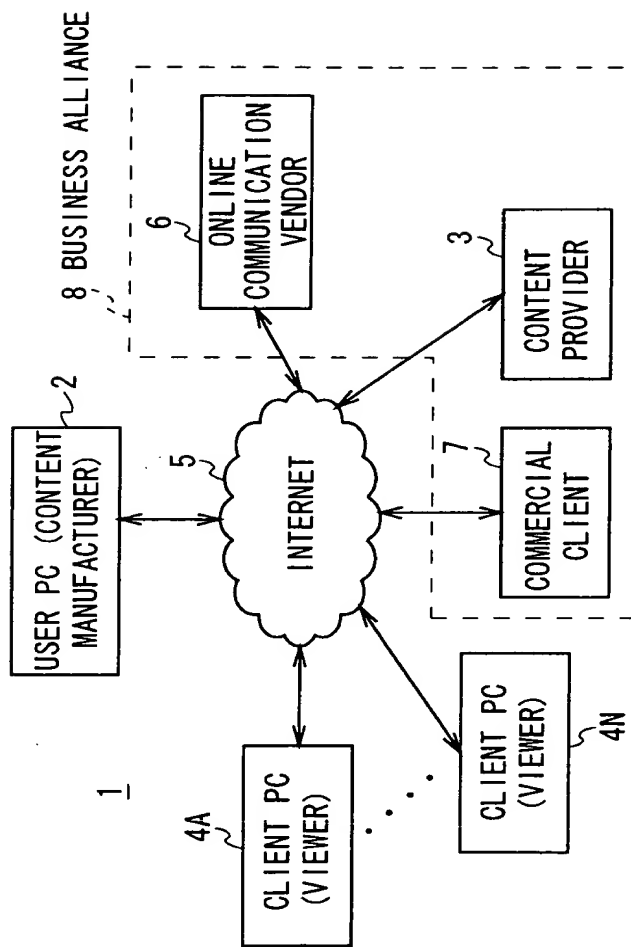 1
2
USER PC (CONTENT
MANUFACTURER)
8 BUSINESS ALLIANCE
6
ONLINE
COMMUNICATION
VENDOR
5
INTERNET
4A
CLIENT PC
(VIEWER)
CLIENT PC
(VIEWER)
4N
7
COMMERCIAL
CLIENT
3
CONTENT
PROVIDER